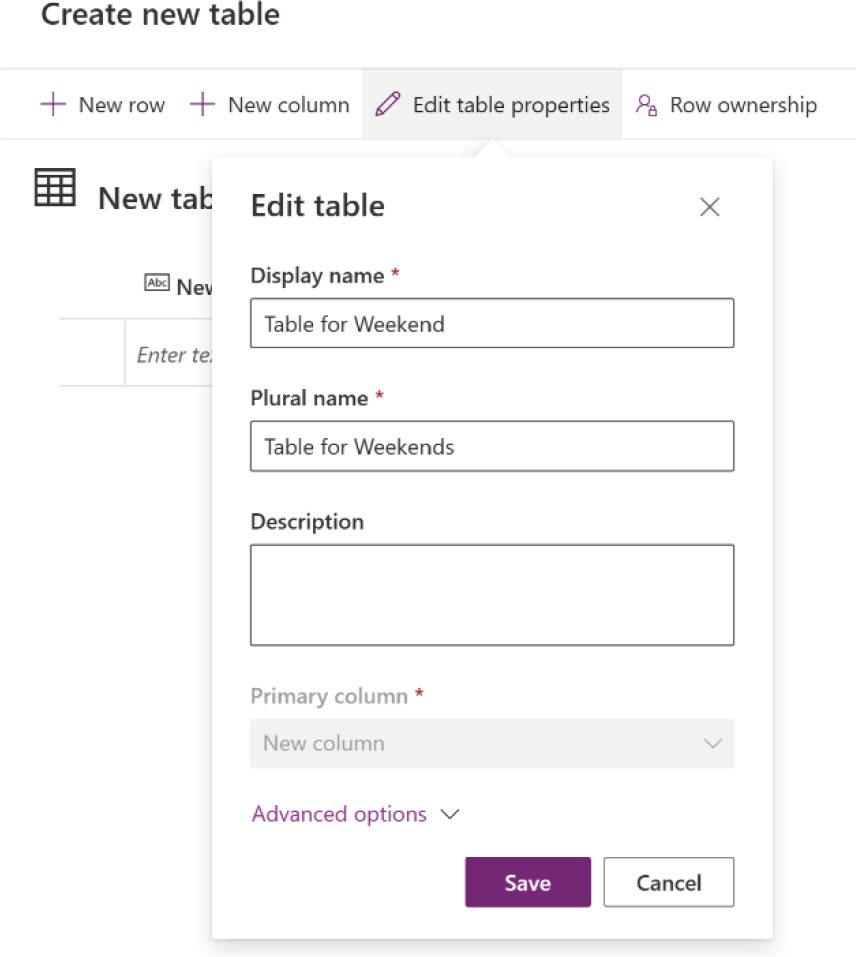 Create new table
New row New column Edit table properties Row ownership
New tab
Edit table
Abc New
Display name *
Table for Weekend
Enter te
Plural name *
Table for Weekends
Description
Primary column *
New column
Advanced options
Save Cancel